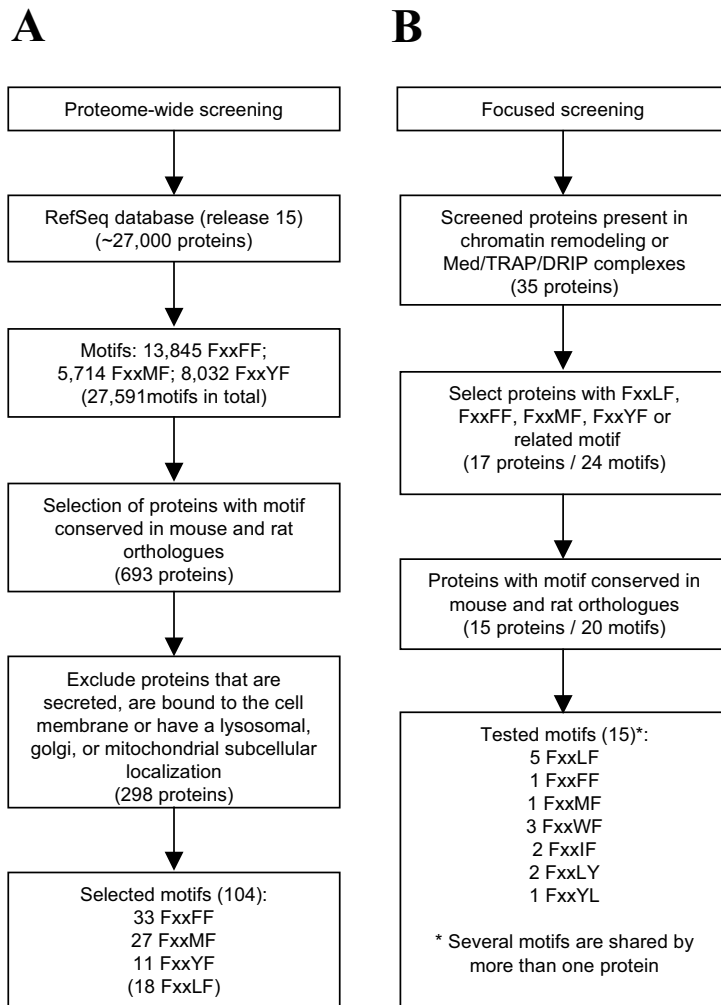 A
Proteome-wide screening
RefSeq database (release 15)
(~27,000 proteins)
Motifs: 13,845 FxxFF;
5,714 FxxMF; 8,032 FxxYF
(27,591motifs in total)
Selection of proteins with motif
conserved in mouse and rat
orthologues
(693 proteins)
Exclude proteins that are
secreted, are bound to the cell
membrane or have a lysosomal,
golgi, or mitochondrial subcellular
localization
(298 proteins)
Selected motifs (104):
33 FxxFF
27 FxxMF
11 FxxYF
(18 FxxLF)
B
Focused screening
Screened proteins present in
chromatin remodeling or
Med/TRAP/DRIP complexes
(35 proteins)
Select proteins with FxxLF,
FxxFF, FxxMF, FxxYF or
related motif
(17 proteins / 24 motifs)
Proteins with motif conserved in
mouse and rat orthologues
(15 proteins / 20 motifs)
Tested motifs (15)*:
5 FxxLF
1 FxxFF
1 FxxMF
3 FxxWF
2 FxxIF
2 FxxLY
1 FxxYL
* Several motifs are shared by
more than one protein